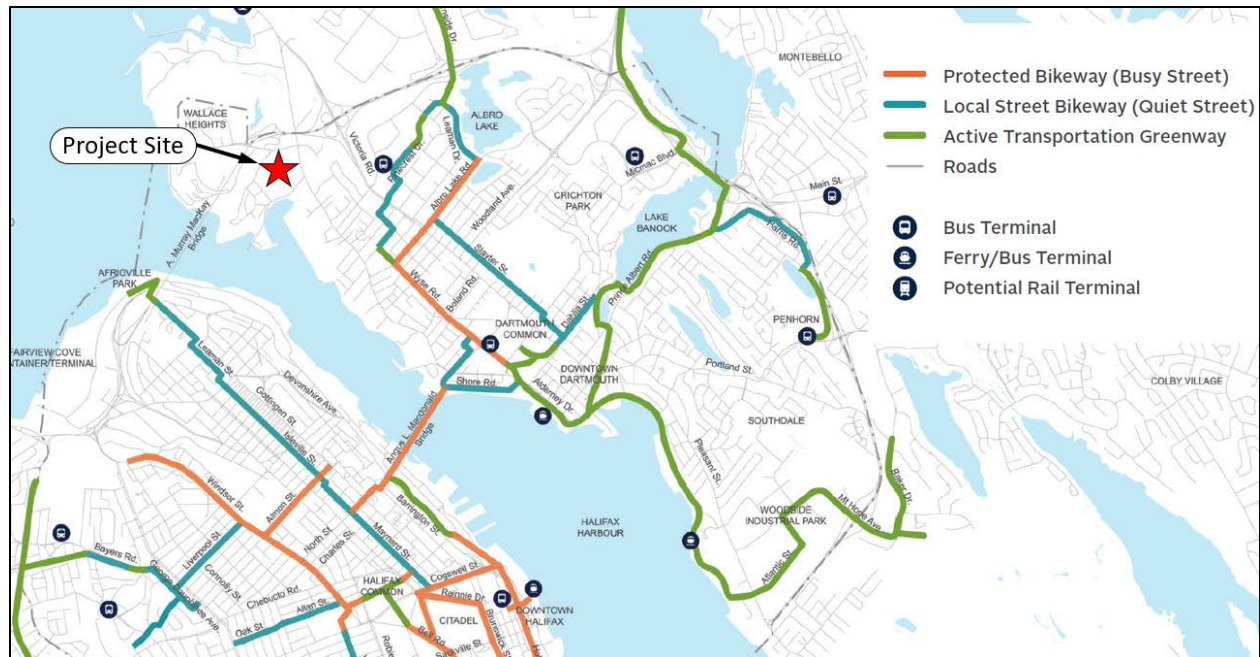 Project Site
Protected Bikeway (Busy Street)
Local Street Bikeway (Quiet Street)
Active Transportation Greenway
Roads
Bus Terminal
Ferry/Bus Terminal
Potential Rail Terminal
MONTEBELLO
WALLACE
HEIGHTS
ALBRO
LAKE
Victoria Rd.
Leaman Dr.
Albro Lake Rd.
Woodland Ave.
Micmac Blvd.
Main St.
CRICHTON
PARK
LAKE
BANOOK
A. Murray MacKay
Bridge
AFRICVILLE
PARK
Slayter St.
Prince Albert Rd.
Wyse Rd.
Boland Rd.
Dahlia St.
DARTMOUTH
COMMON
PENHORN
FAIRVIEW COVE
Leaman St.
Devonshire Ave.
Gottingen St.
Isleville St.
Shore Rd.
DOWNTOWN
DARTMOUTH
Portland St.
COLBY VILLAGE
Alderney Dr.
Angus L. Macdonald
Bridge
SOUTHDALE
Pleasant St.
Baker Dr.
Windsor St.
Almon St.
Barrington St.
HALIFAX
HARBOUR
WOODSIDE
INDUSTRIAL PARK
Mt Hope Ave.
Atlantic St.
North St.
Charles St.
Maynard St.
Bayers Rd.
Liverpool St.
Connolly St.
Chebucto Rd.
HALIFAX
COMMON
Cogswell St.
Rainnie Dr.
Allan St.
Oak St.
CITADEL
DOWNTOWN
HALIFAX
Brunswick St.
Bell Rd.
Sackville St.